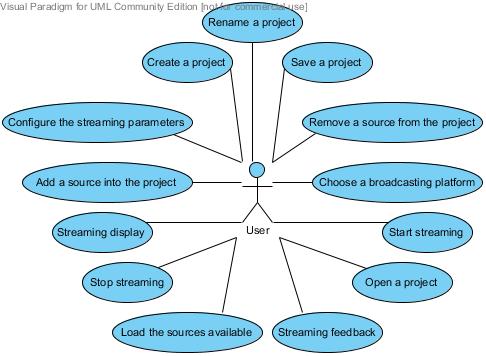 Visual Paradigm for UML Community Edition [not for commercial use]
Rename a project
Create a project
Save a project
Configure the streaming parameters
Remove a source from the project
Add a source into the project
Choose a broadcasting platform
Streaming display
User
Start streaming
Stop streaming
Open a project
Load the sources available
Streaming feedback